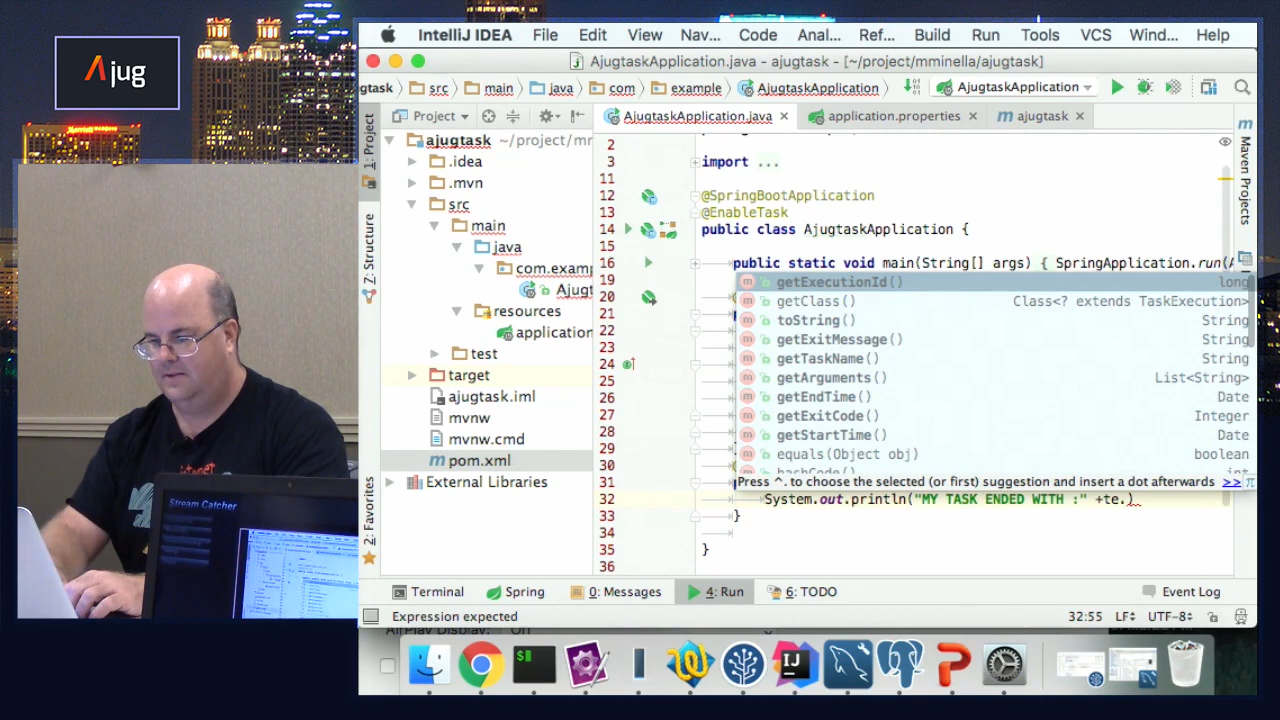 Ajug
IntelliJ IDEA File Edit View Nav... Code Anal... Ref... Build Run Tools VCS Wind... Help
AjugtaskApplication.java - ajugtask - [~/project/mminella/ajugtask]
gtask src main java com example AjugtaskApplication AjugtaskApplication
Project AjugtaskApplication.java application.properties ajugtask
1: Project
2: Structure
2: Favorites
Maven Projects
ajugtask ~/project/mr
.idea
.mvn
src
main
java
com.examp
Ajugt
resources
application
test
target
ajugtask.iml
mvnw
mvnw.cmd
pom.xml
External Libraries
2
3 import ...
11
12 @SpringBootApplication
13 @EnableTask
14 public class AjugtaskApplication {
15
16 public static void main(String[] args) { SpringApplication.run(A
19
20
21
22
23
24
25
26
27
28
29
30
31
32 System.out.println("MY TASK ENDED WITH :" +te.)
33 }
34
35 }
36
getExecutionId() long
getClass() Class<? extends TaskExecution>
toString() String
getExitMessage() String
getTaskName() String
getArguments() List<String>
getEndTime() Date
getExitCode() Integer
getStartTime() Date
equals(Object obj) boolean
hashCode() int
Press ^. to choose the selected (or first) suggestion and insert a dot afterwards >> π
Terminal Spring 0: Messages 4: Run 6: TODO Event Log
Expression expected 32:55 LF UTF-8
AirPlay Display: Off
Stream Catcher